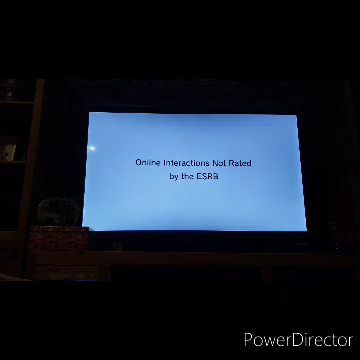 Online Interactions Not Rated
by the ESRB
PowerDirector